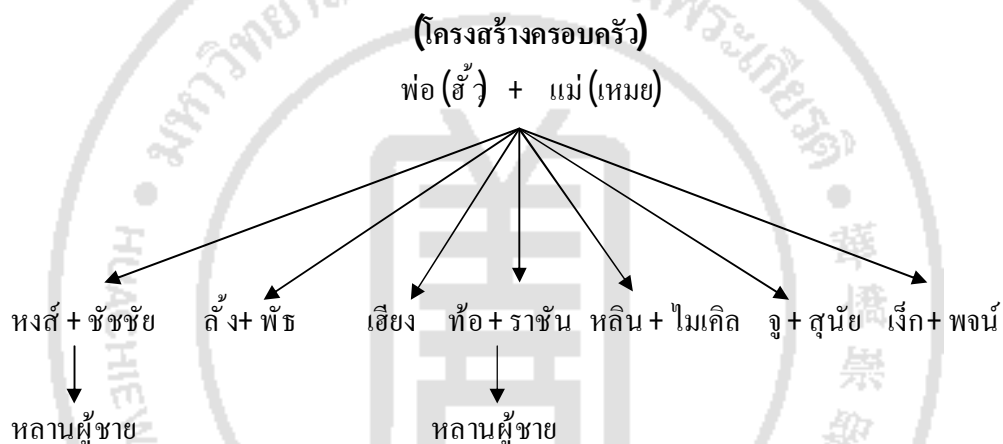 (โครงสร้างครอบครัว)
พ่อ (ฮั้ว) + แม่ (เหมย)
หงส์ + ชัชชัย ลั้ง+ พัธ เฮียง ท้อ + ราชัน หลิน + ไมเคิล จู + สุนัย เง็ก + พจน์
หลานผู้ชาย หลานผู้ชาย